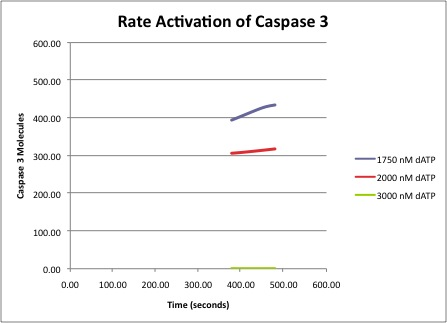 Rate Activation of Caspase 3
600.00
500.00
400.00
300.00
200.00
100.00
0.00
Caspase 3 Molecules
0.00 100.00 200.00 300.00 400.00 500.00 600.00
Time (seconds)
1750 nM dATP
2000 nM dATP
3000 nM dATP